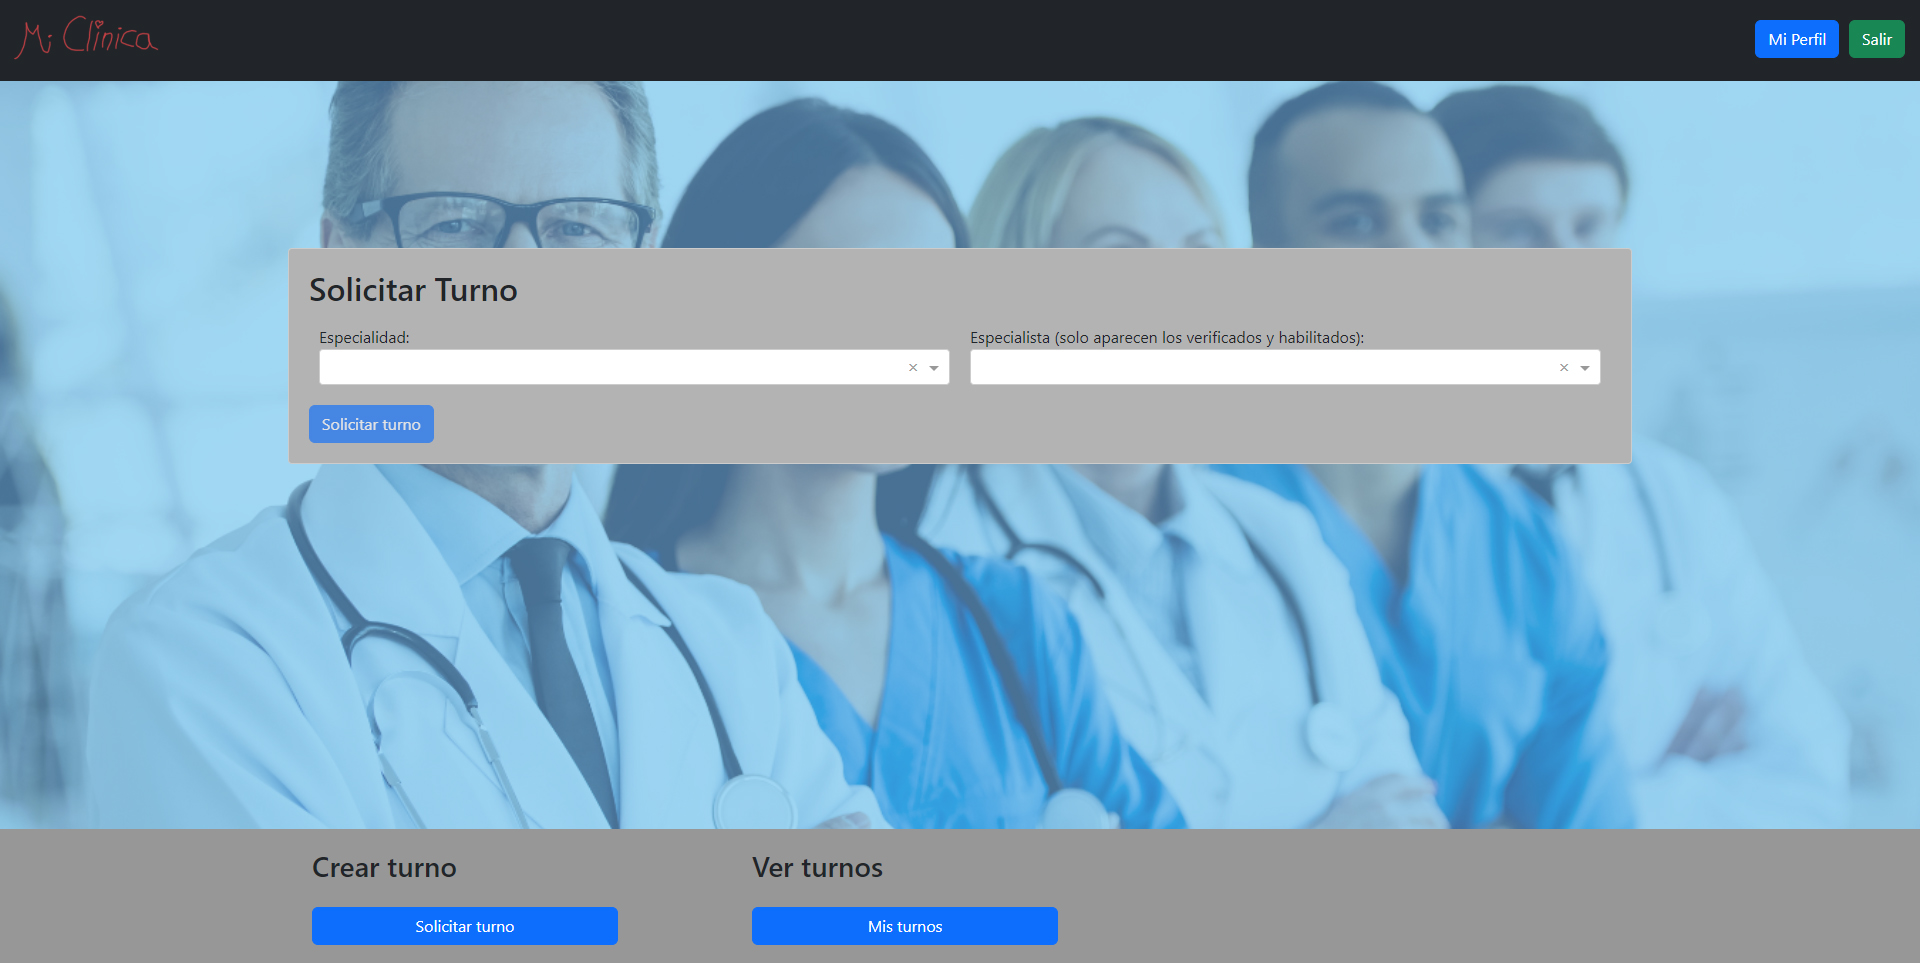 Mi Clinica
Mi Perfil
Salir
Solicitar Turno
Especialidad:
Especialista (solo aparecen los verificados y habilitados):
Solicitar turno
Crear turno
Ver turnos
Solicitar turno
Mis turnos